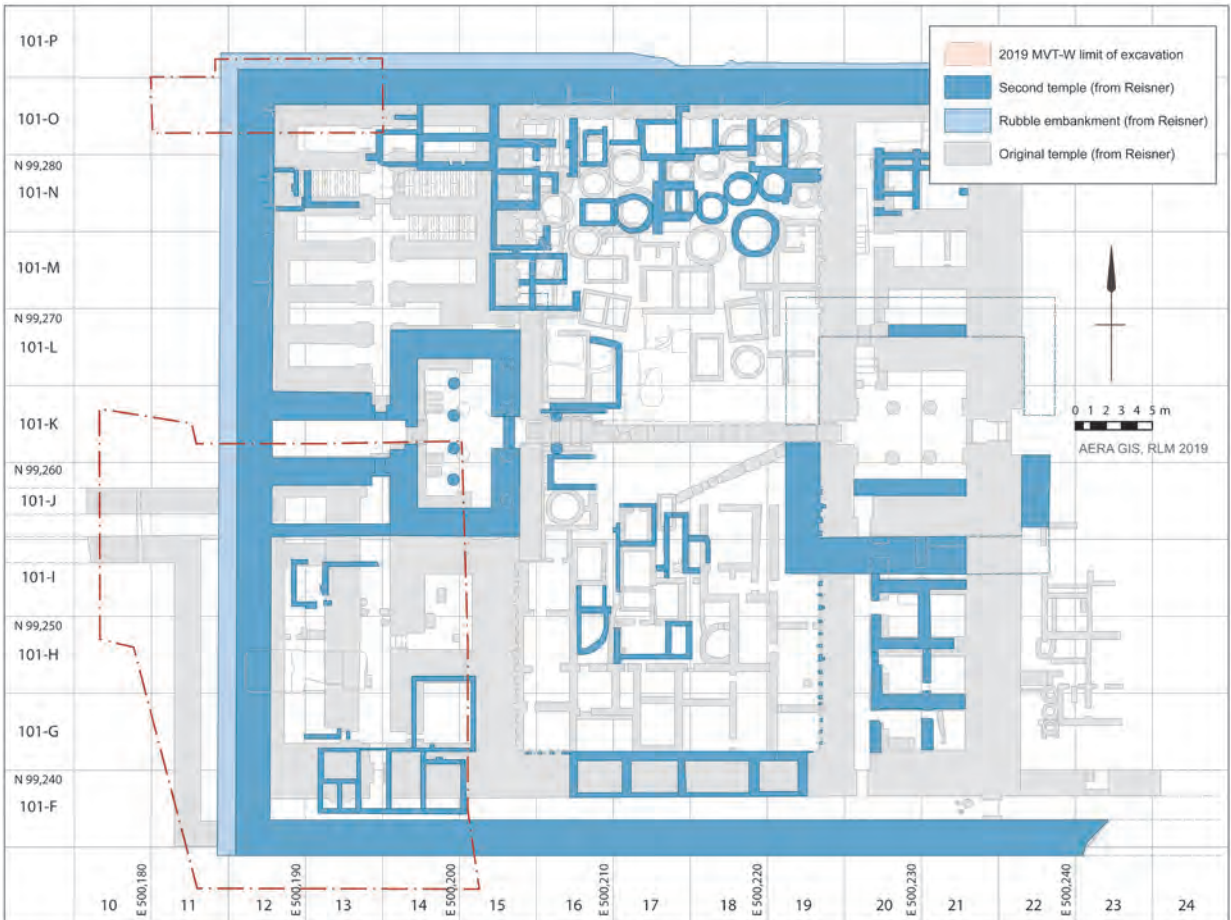 101-P
101-O
N 99,280
101-N
101-M
N 99,270
101-L
101-K
N 99,260
101-J
101-I
N 99,250
101-H
101-G
N 99,240
101-F
2019 MVT-W limit of excavation
Second temple (from Reisner)
Rubble embankment (from Reisner)
Original temple (from Reisner)
0 1 2 3 4 5 m
AERA GIS, RLM 2019
E 500,180
E 500,190
E 500,200
E 500,210
E 500,220
E 500,230
E 500,240
10 11 12 13 14 15 16 17 18 19 20 21 22 23 24